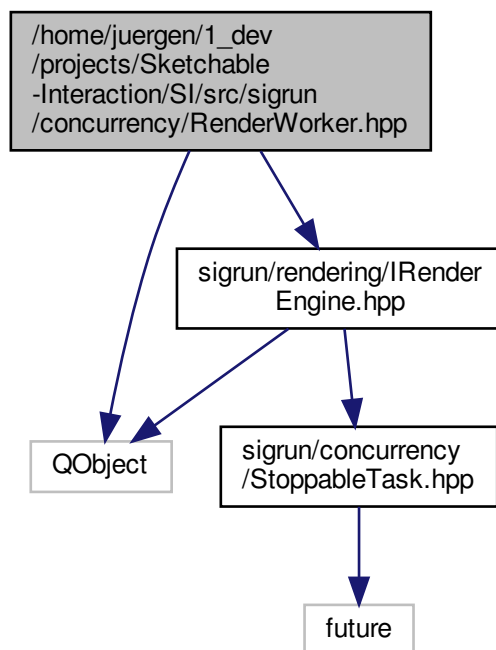 /home/juergen/1_dev
/projects/Sketchable
-Interaction/SI/src/sigrun
/concurrency/RenderWorker.hpp
sigrun/rendering/IRender
Engine.hpp
QObject
sigrun/concurrency
/StoppableTask.hpp
future